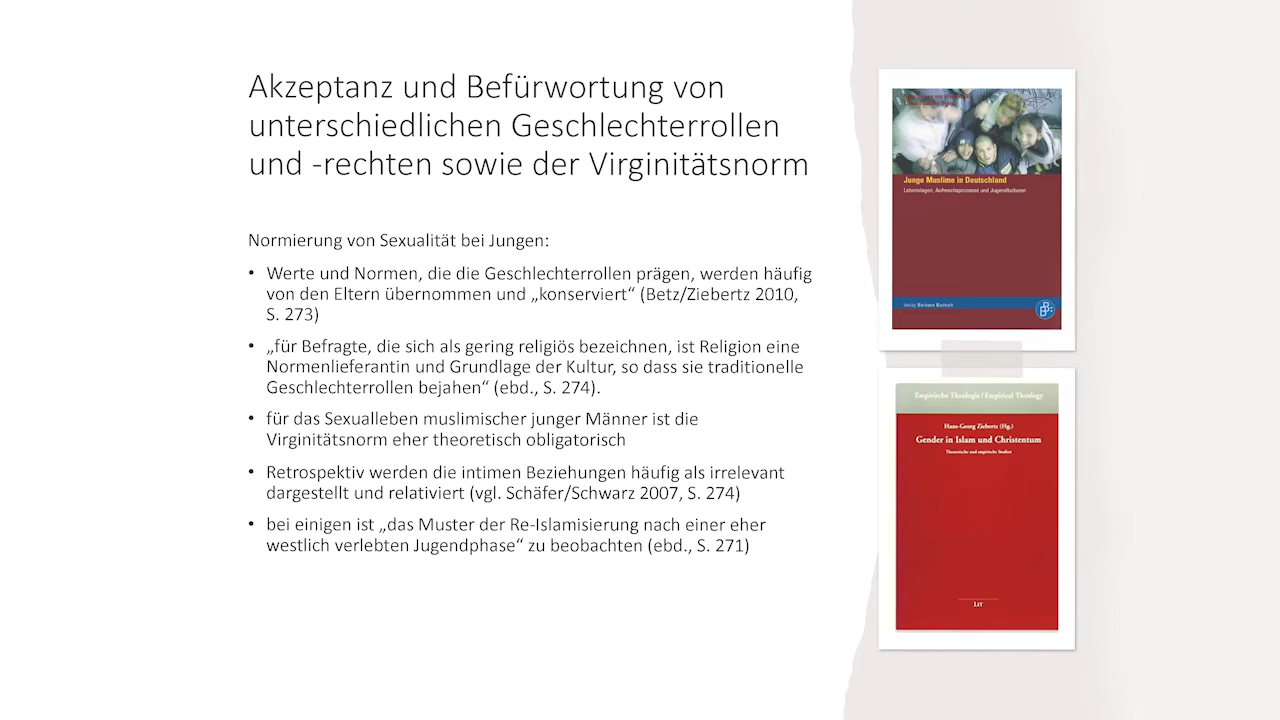 Akzeptanz und Befürwortung von
unterschiedlichen Geschlechterrollen
und -rechten sowie der Virginitätsnorm
Normierung von Sexualität bei Jungen:
• Werte und Normen, die die Geschlechterrollen prägen, werden häufig
von den Eltern übernommen und „konserviert“ (Betz/Ziebertz 2010,
S. 273)
• „für Befragte, die sich als gering religiös bezeichnen, ist Religion eine
Normenlieferantin und Grundlage der Kultur, so dass sie traditionelle
Geschlechterrollen bejahen“ (ebd., S. 274).
• für das Sexualleben muslimischer junger Männer ist die
Virginitätsnorm eher theoretisch obligatorisch
• Retrospektiv werden die intimen Beziehungen häufig als irrelevant
dargestellt und relativiert (vgl. Schäfer/Schwarz 2007, S. 274)
• bei einigen ist „das Muster der Re-Islamisierung nach einer eher
westlich verlebten Jugendphase“ zu beobachten (ebd., S. 271)
Junge Muslime in Deutschland
Lebenslagen, Aufwachsprozesse und Jugendkulturen
Verlag Barbara Budrich
Empirische Theologie / Empirical Theology
Hans-Georg Ziebertz (Hg.)
Gender in Islam und Christentum
Theoretische und empirische Studien
LIT